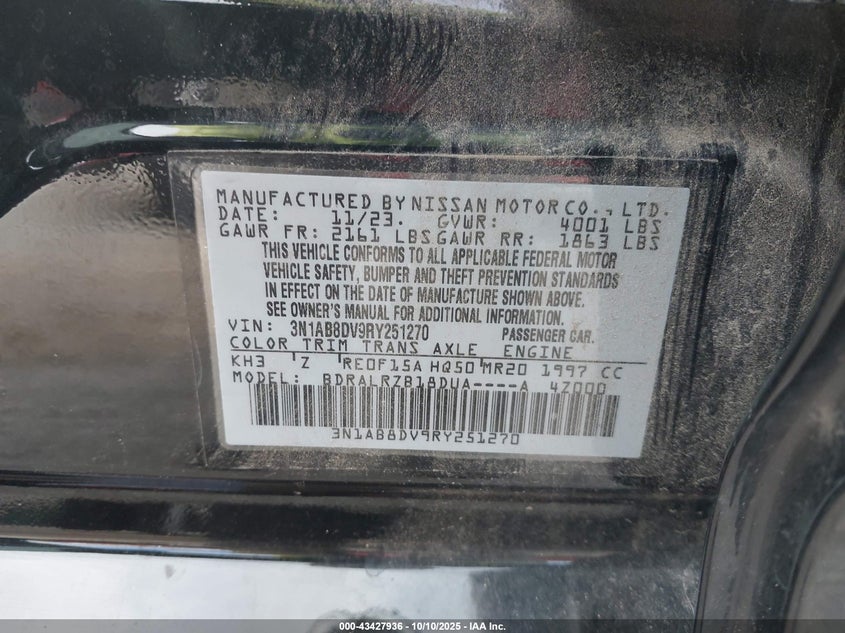 MANUFACTURED BY NISSAN MOTOR CO., LTD.
DATE: 11/23. GVWR: 4001 LBS
GAWR FR: 2161 LBS GAWR RR: 1863 LBS
THIS VEHICLE CONFORMS TO ALL APPLICABLE FEDERAL MOTOR
VEHICLE SAFETY, BUMPER AND THEFT PREVENTION STANDARDS
IN EFFECT ON THE DATE OF MANUFACTURE SHOWN ABOVE.
SEE OWNER'S MANUAL FOR ADDITIONAL INFORMATION.
VIN: 3N1AB8DV9RY251270 PASSENGER CAR.
COLOR TRIM TRANS AXLE ENGINE
KH3 Z RE0F15A HQ50 MR20 1997 CC
MODEL: BDRALRZB18DUA----A 4Z000
3N1AB8DV9RY251270
000-43427936 - 10/10/2025 - IAA Inc.